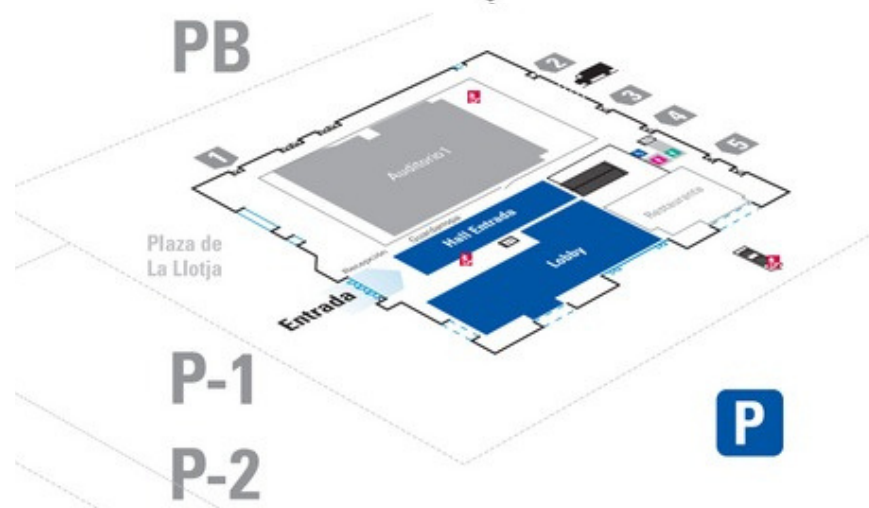 PB
1
2
3
4
5
Auditorio 1
Guardaropa
Hall Entrada
Restaurante
Lobby
Recepción
Entrada
Plaza de
La Llotja
P-1
P-2
P